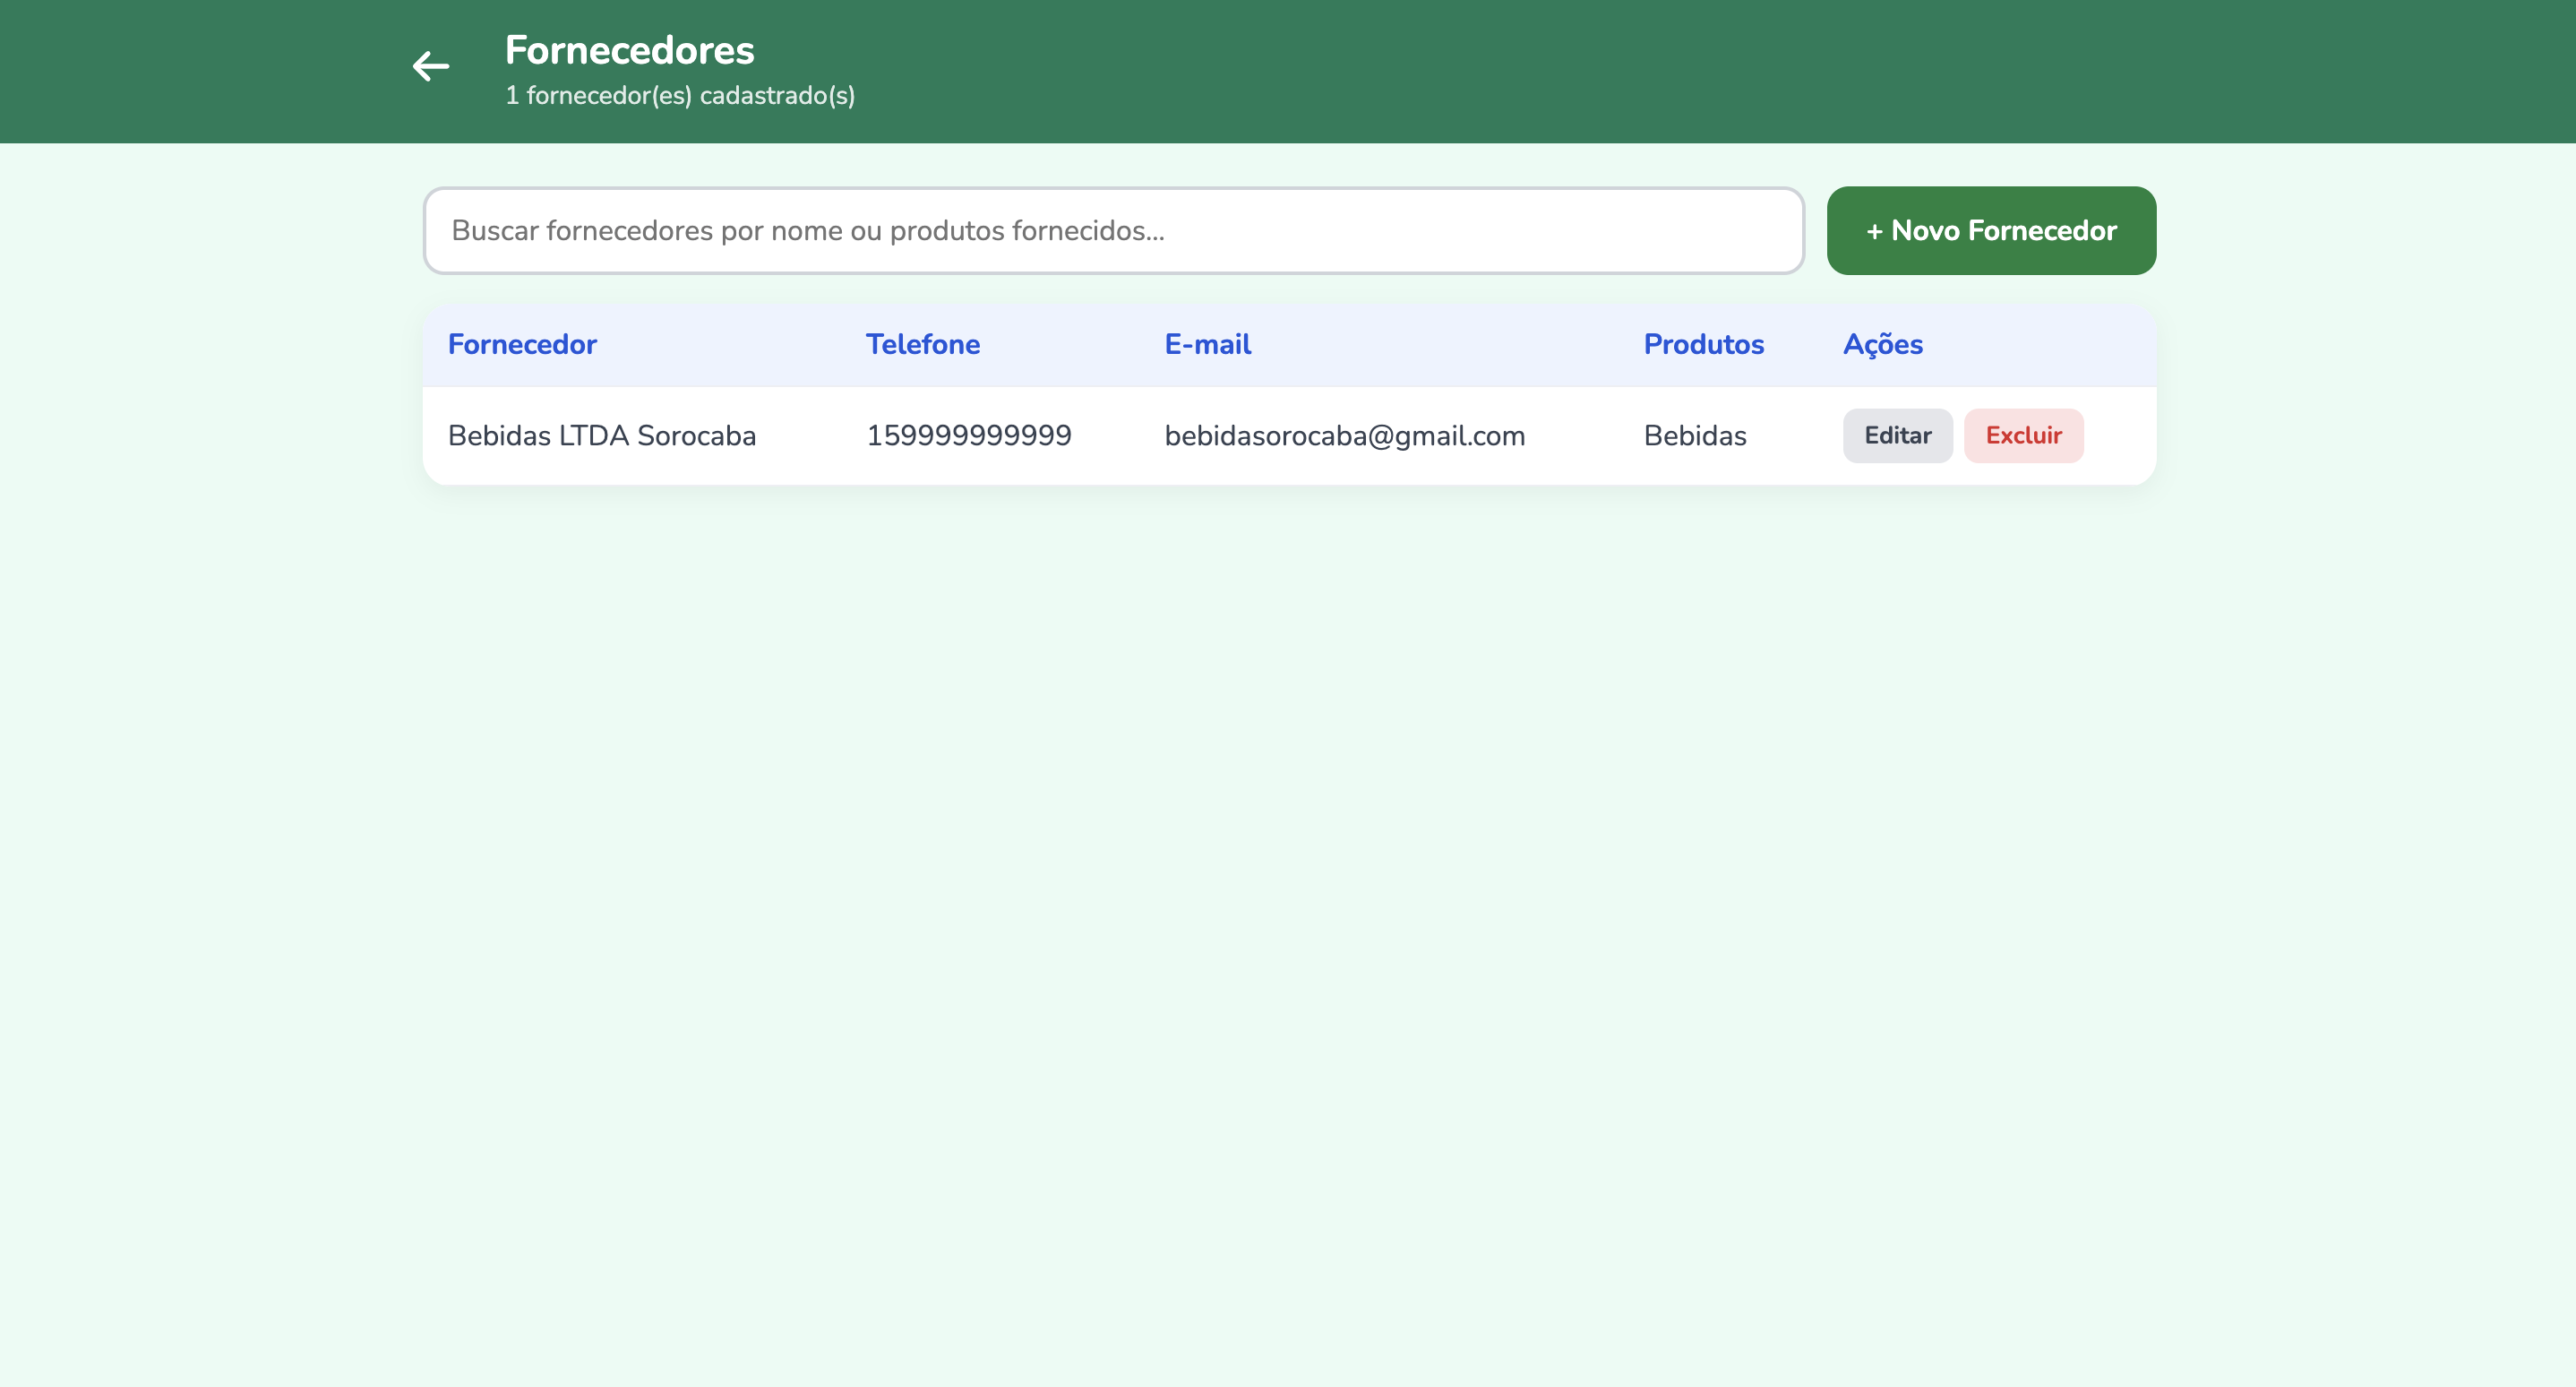 Fornecedores
1 fornecedor(es) cadastrado(s)
Buscar fornecedores por nome ou produtos fornecidos...
+ Novo Fornecedor
Fornecedor Telefone E-mail Produtos Ações
Bebidas LTDA Sorocaba 159999999999 bebidasorocaba@gmail.com Bebidas Editar Excluir